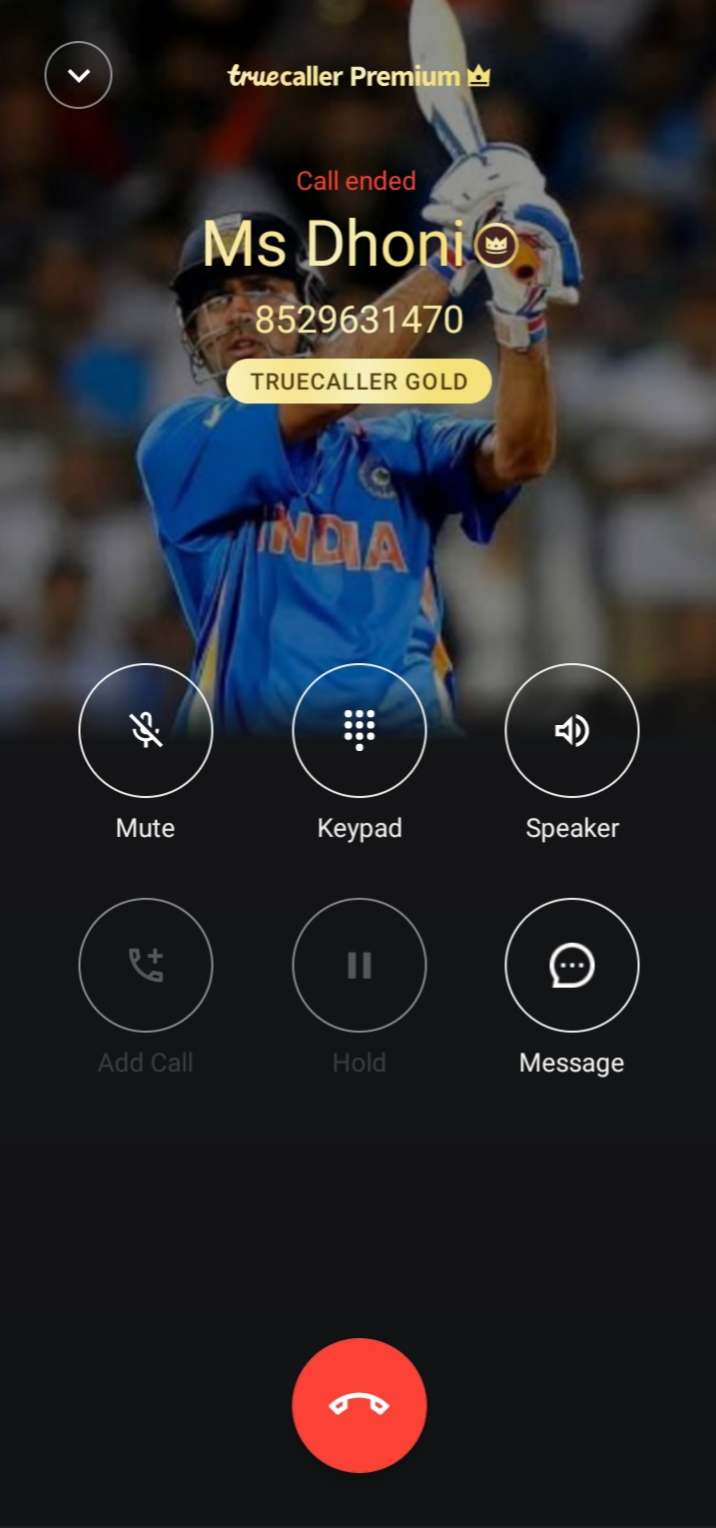 truecaller Premium
Call ended
Ms Dhoni
8529631470
TRUECALLER GOLD
INDIA
Mute
Keypad
Speaker
Add Call
Hold
Message